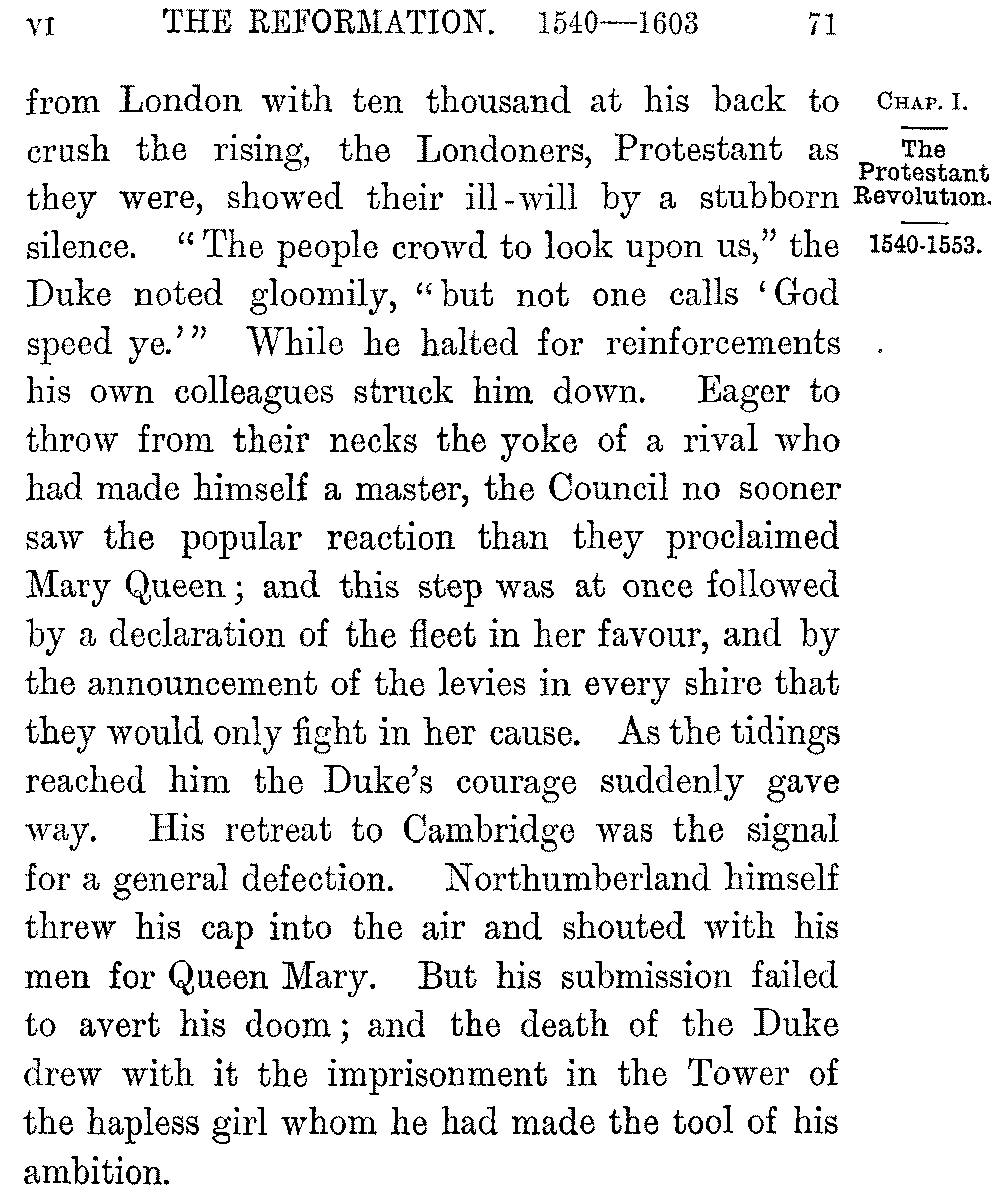 VI THE REFORMATION. 1540—1603 71
from London with ten thousand at his back to
crush the rising, the Londoners, Protestant as
they were, showed their ill-will by a stubborn
silence. “The people crowd to look upon us,” the
Duke noted gloomily, “but not one calls ‘God
speed ye.’” While he halted for reinforcements
his own colleagues struck him down. Eager to
throw from their necks the yoke of a rival who
had made himself a master, the Council no sooner
saw the popular reaction than they proclaimed
Mary Queen; and this step was at once followed
by a declaration of the fleet in her favour, and by
the announcement of the levies in every shire that
they would only fight in her cause. As the tidings
reached him the Duke’s courage suddenly gave
way. His retreat to Cambridge was the signal
for a general defection. Northumberland himself
threw his cap into the air and shouted with his
men for Queen Mary. But his submission failed
to avert his doom; and the death of the Duke
drew with it the imprisonment in the Tower of
the hapless girl whom he had made the tool of his
ambition.
CHAP. I.
The
Protestant
Revolution.
1540-1553.